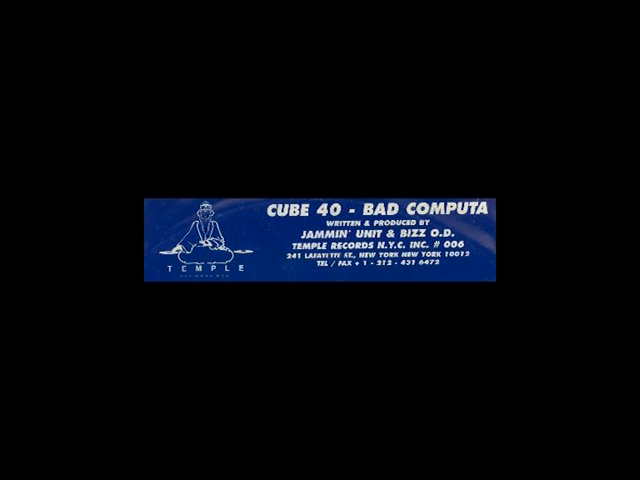 CUBE 40 - BAD COMPUTA
WRITTEN & PRODUCED BY
JAMMIN' UNIT & BIZZ O.D.
TEMPLE RECORDS N.Y.C. INC. # 006
241 LAFAYETTE ST., NEW YORK NEW YORK 10012
TEL / FAX + 1 - 212 - 431 6472
TEMPLE